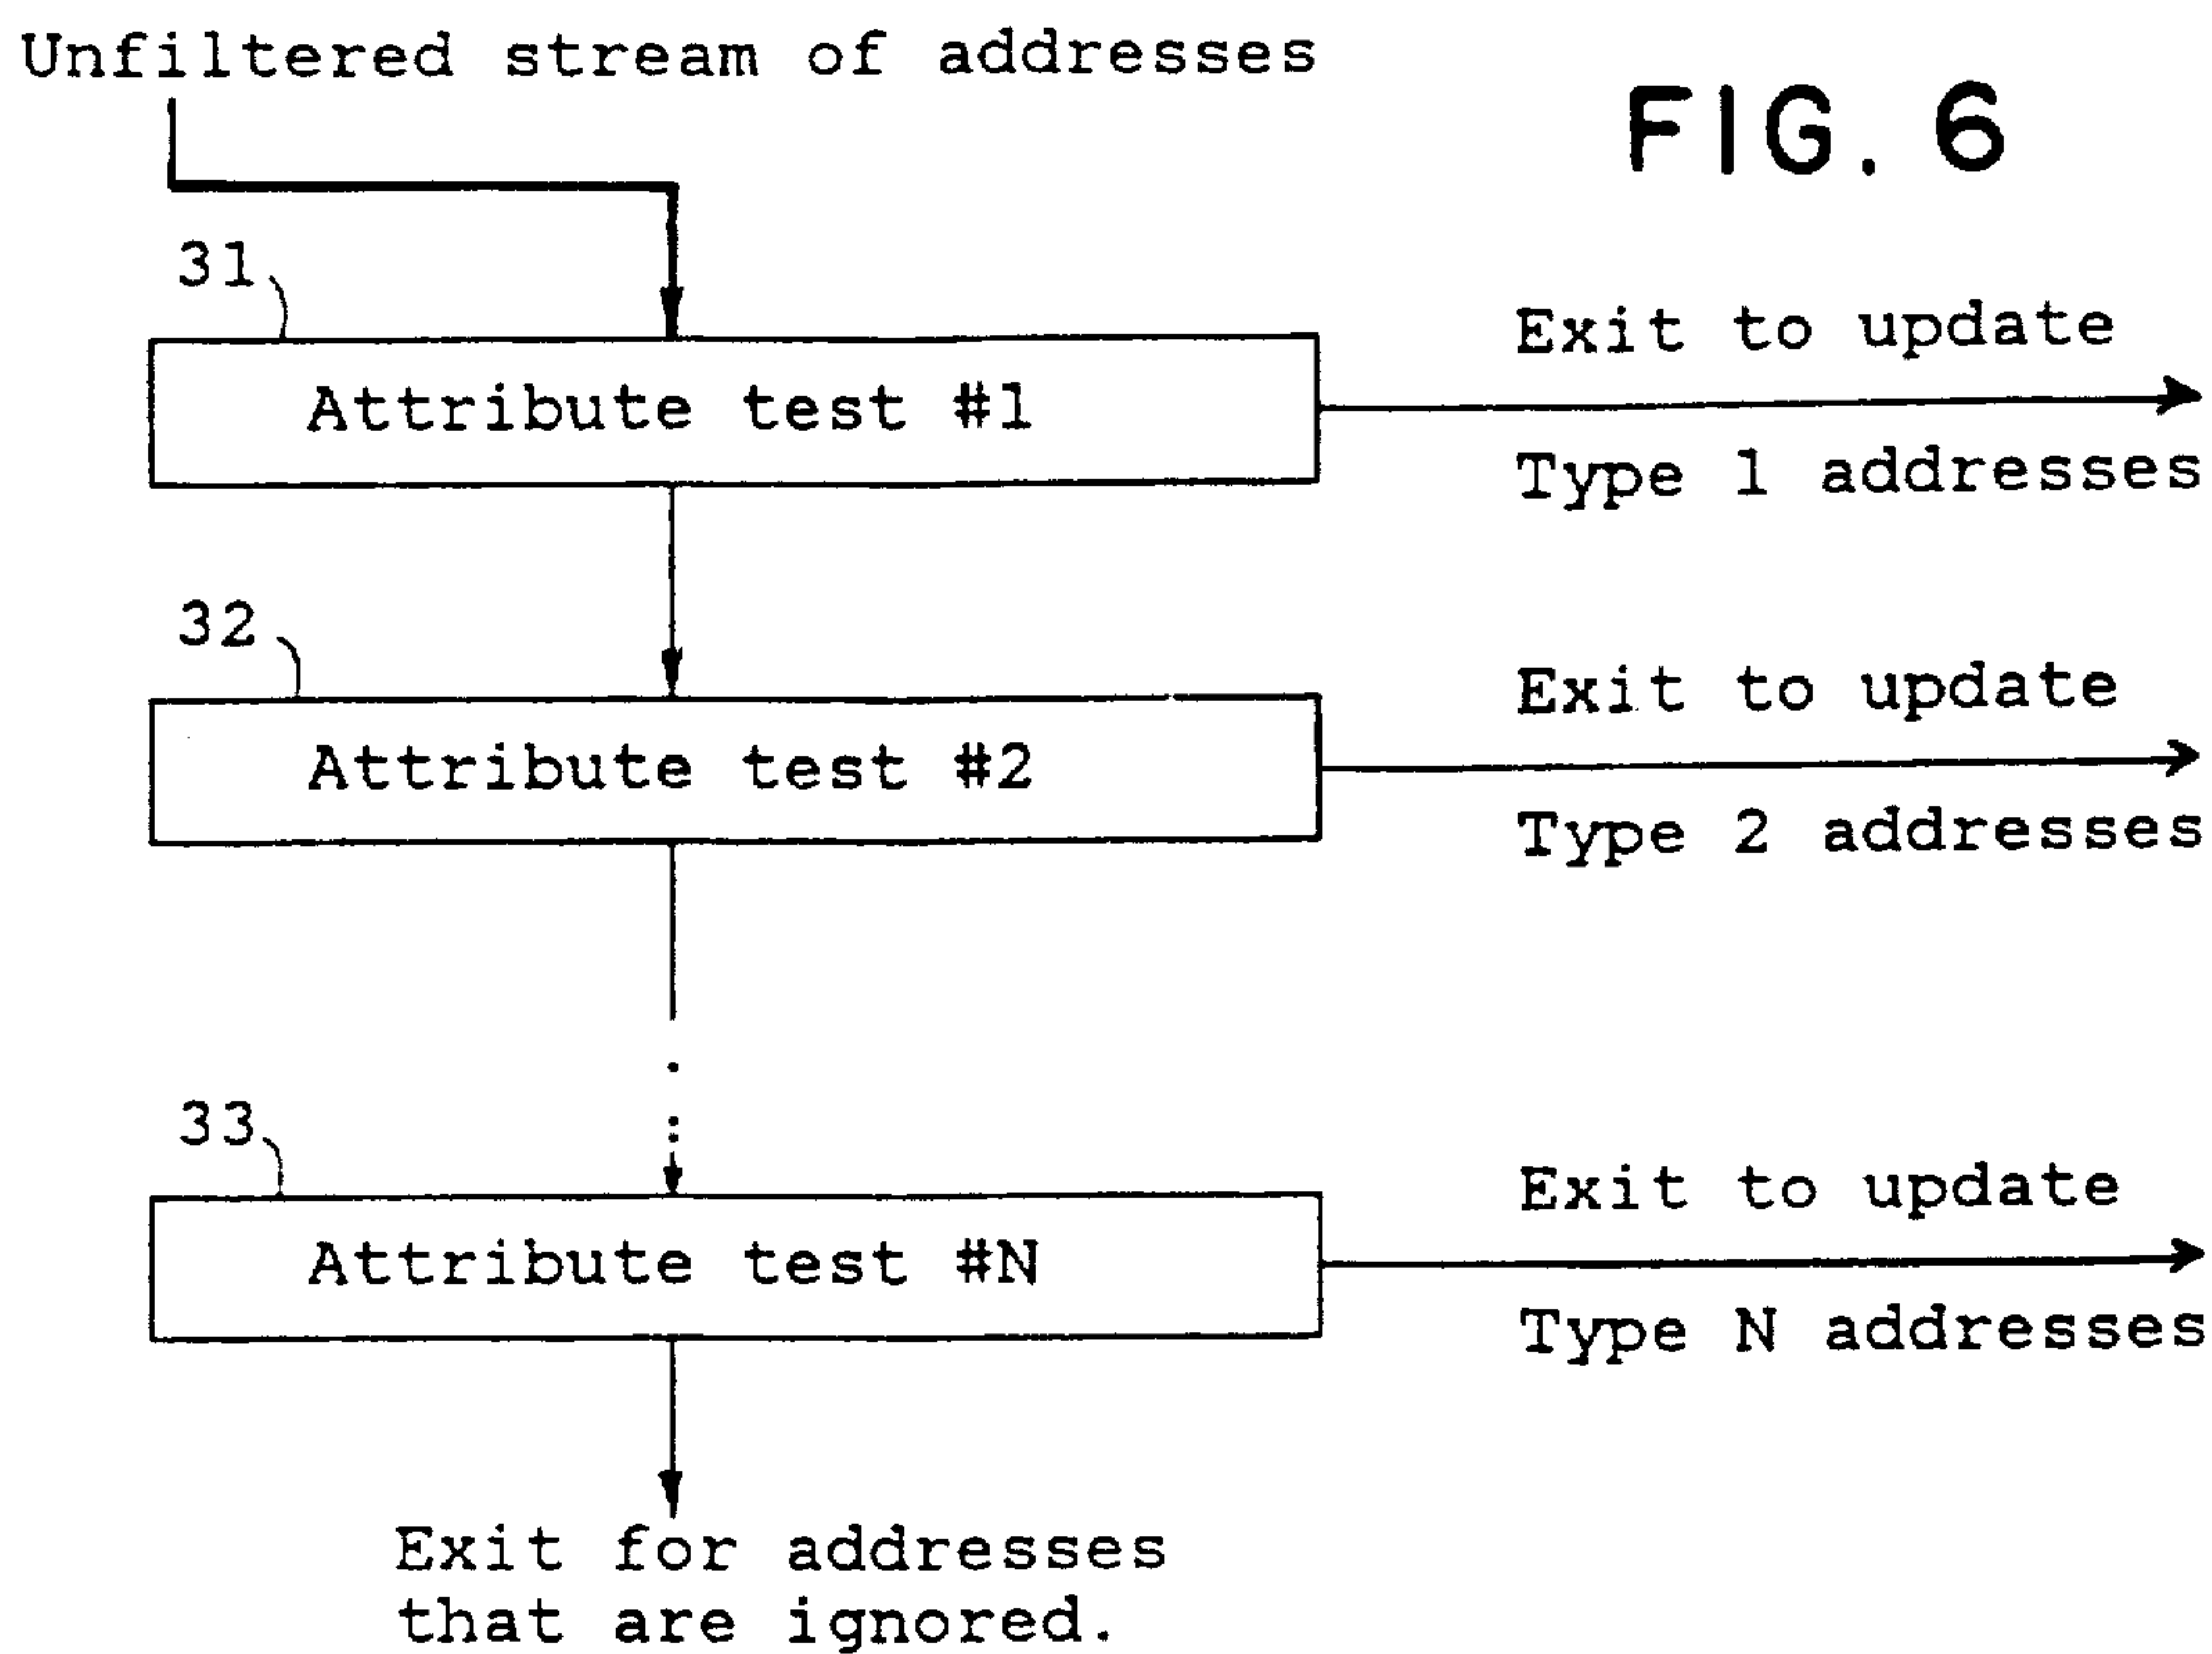 Unfiltered stream of addresses
FIG. 6
31
Attribute test #1
Exit to update
Type 1 addresses
32
Attribute test #2
Exit to update
Type 2 addresses
33
Attribute test #N
Exit to update
Type N addresses
Exit for addresses
that are ignored.